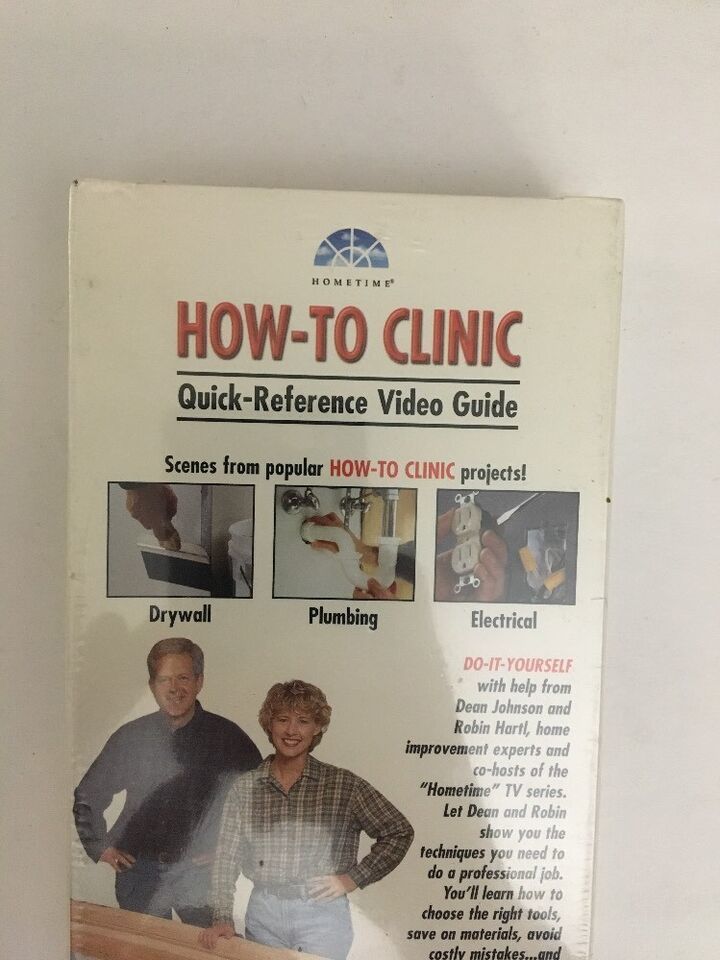 HOMETIME®
HOW-TO CLINIC
Quick-Reference Video Guide
Scenes from popular HOW-TO CLINIC projects!
Drywall
Plumbing
Electrical
DO-IT-YOURSELF
with help from
Dean Johnson and
Robin Hartl, home
improvement experts and
co-hosts of the
"Hometime" TV series.
Let Dean and Robin
show you the
techniques you need to
do a professional job.
You'll learn how to
choose the right tools,
save on materials, avoid
costly mistakes...and